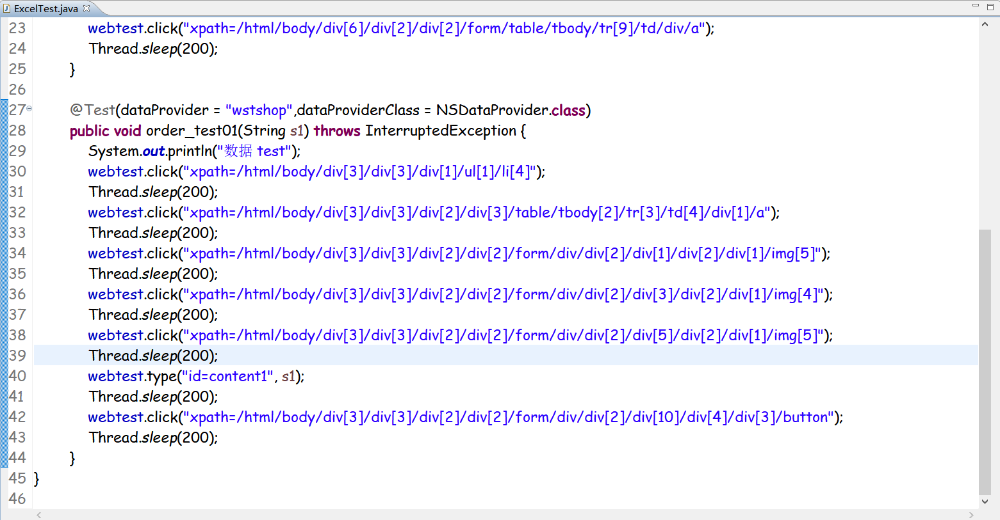 ExcelTest.java
23 webtest.click("xpath=/html/body/div[6]/div[2]/div[2]/form/table/tbody/tr[9]/td/div/a");
24 Thread.sleep(200);
25 }
26
27 @Test(dataProvider = "wstshop",dataProviderClass = NSDataProvider.class)
28 public void order_test01(String s1) throws InterruptedException {
29 System.out.println("数据 test");
30 webtest.click("xpath=/html/body/div[3]/div[3]/div[1]/ul[1]/li[4]");
31 Thread.sleep(200);
32 webtest.click("xpath=/html/body/div[3]/div[3]/div[2]/div[3]/table/tbody[2]/tr[3]/td[4]/div[1]/a");
33 Thread.sleep(200);
34 webtest.click("xpath=/html/body/div[3]/div[3]/div[2]/div[2]/form/div/div[2]/div[1]/div[2]/div[1]/img[5]");
35 Thread.sleep(200);
36 webtest.click("xpath=/html/body/div[3]/div[3]/div[2]/div[2]/form/div/div[2]/div[3]/div[2]/div[1]/img[4]");
37 Thread.sleep(200);
38 webtest.click("xpath=/html/body/div[3]/div[3]/div[2]/div[2]/form/div/div[2]/div[5]/div[2]/div[1]/img[5]");
39 Thread.sleep(200);
40 webtest.type("id=content1", s1);
41 Thread.sleep(200);
42 webtest.click("xpath=/html/body/div[3]/div[3]/div[2]/div[2]/form/div/div[2]/div[10]/div[4]/div[3]/button");
43 Thread.sleep(200);
44 }
45 }
46